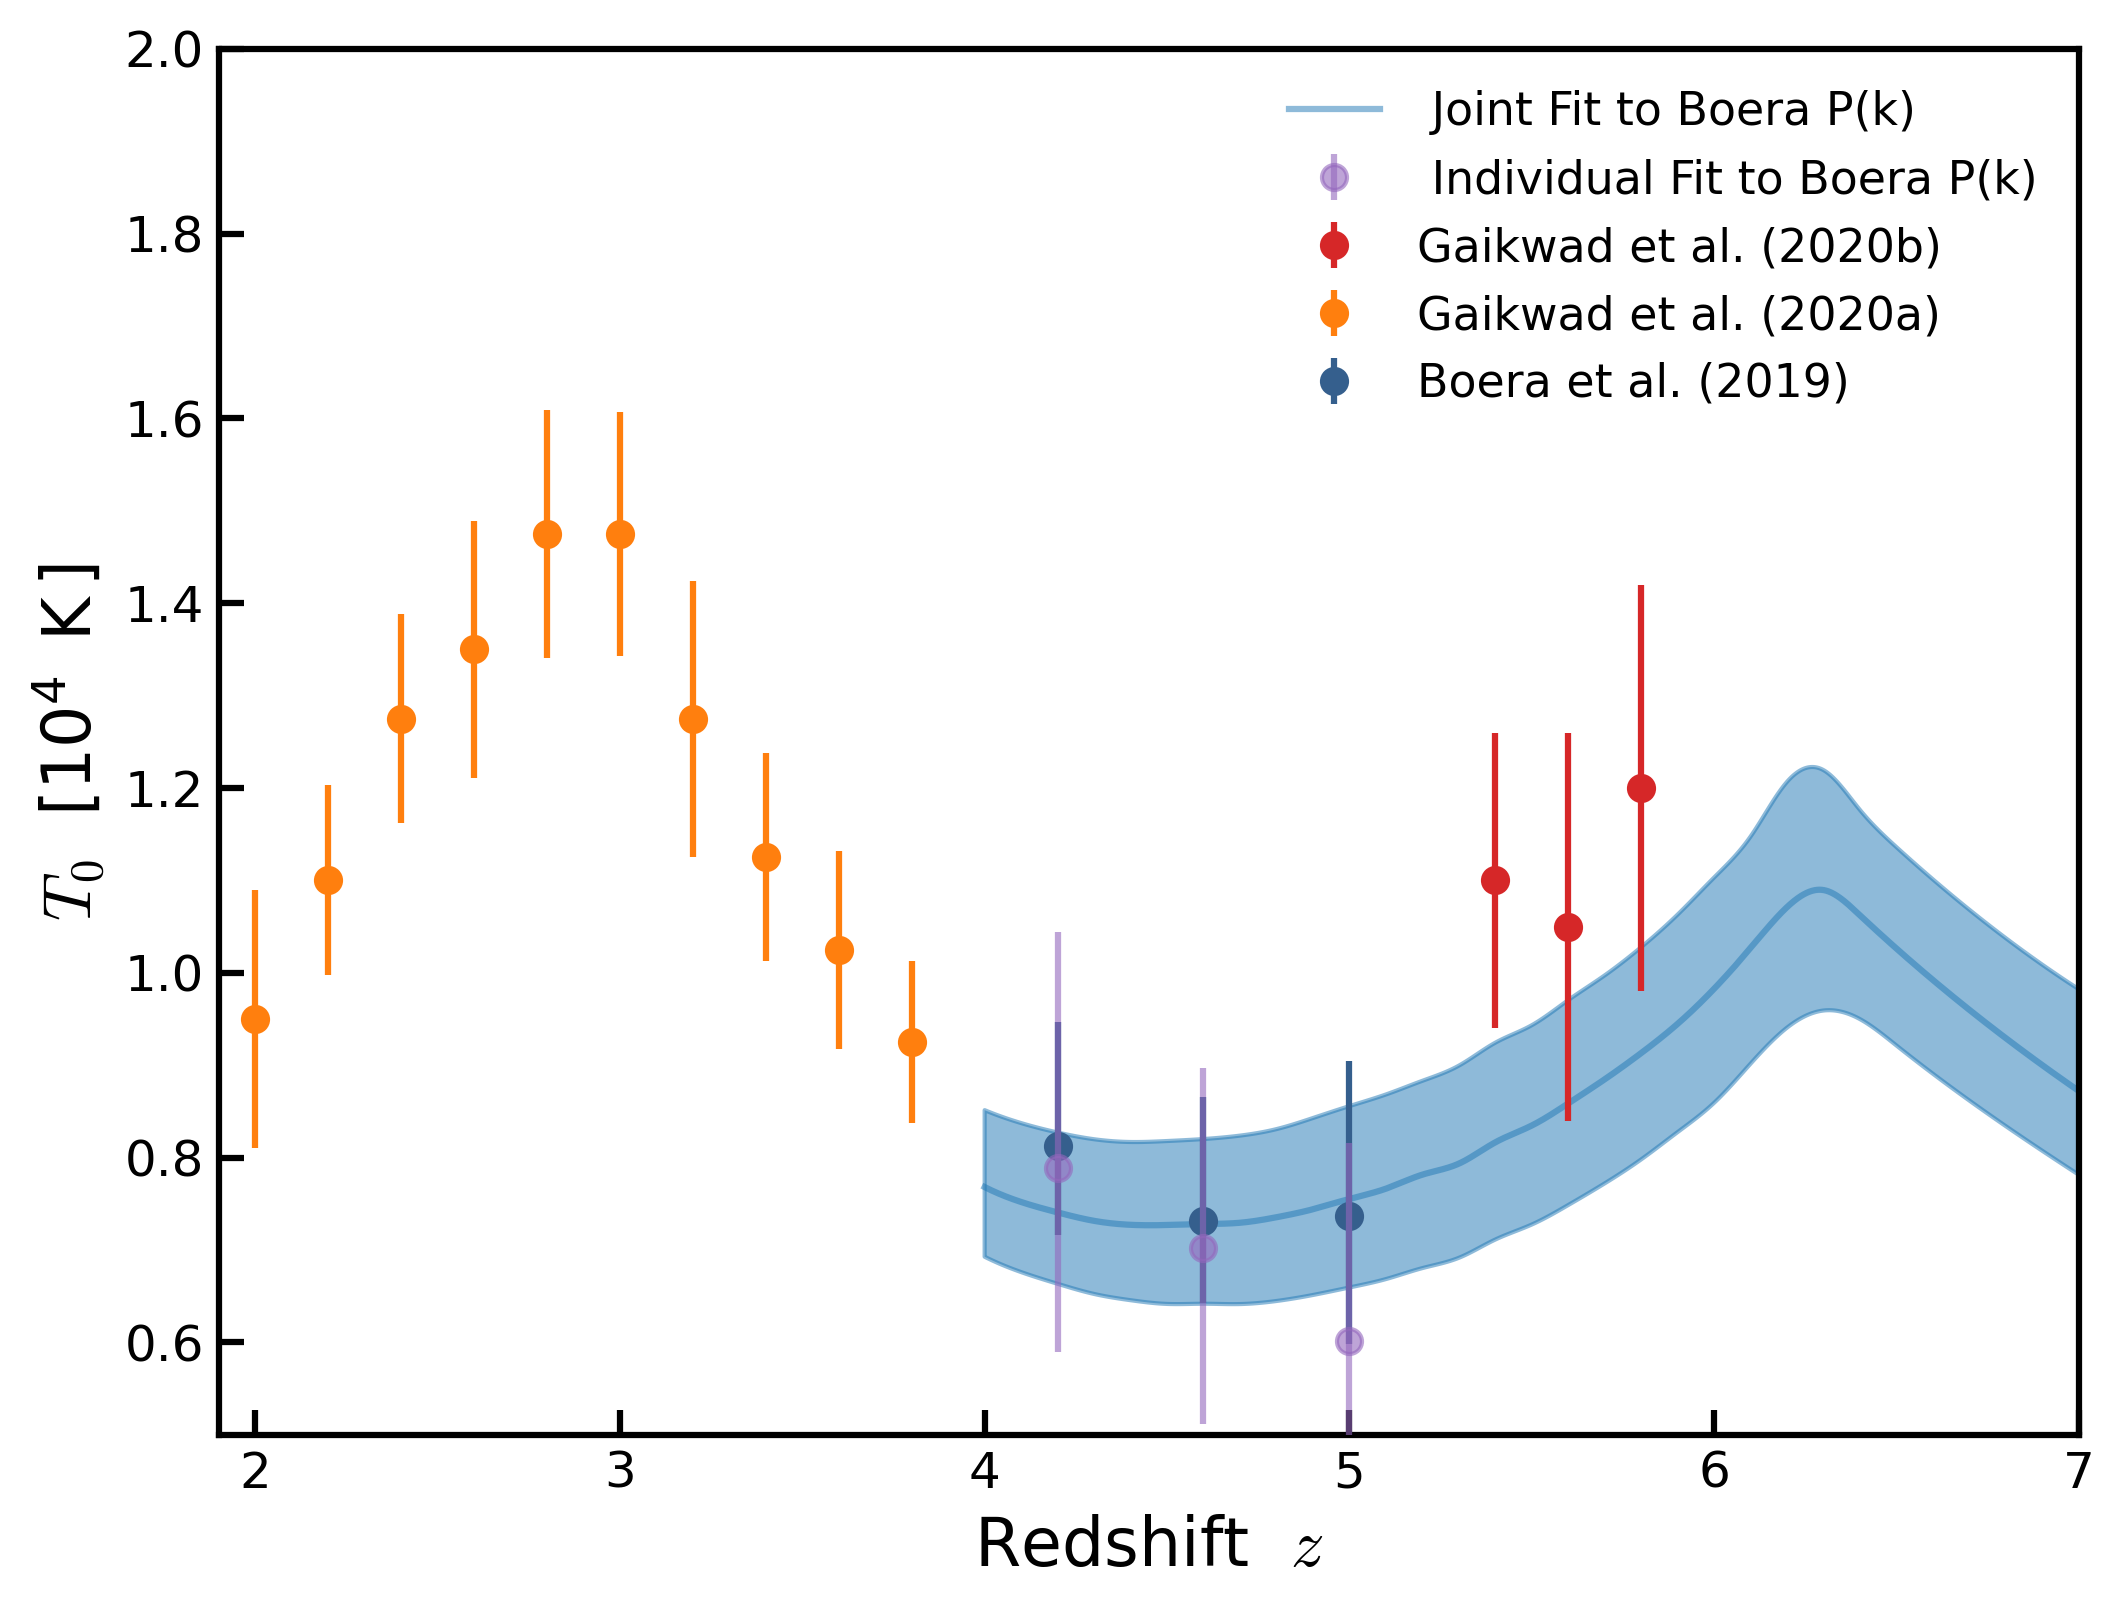 2.0
1.8
1.6
1.4
1.2
1.0
0.8
0.6
T₀ [10⁴ K]
Joint Fit to Boera P(k)
Individual Fit to Boera P(k)
Gaikwad et al. (2020b)
Gaikwad et al. (2020a)
Boera et al. (2019)
2 3 4 5 6 7
Redshift z